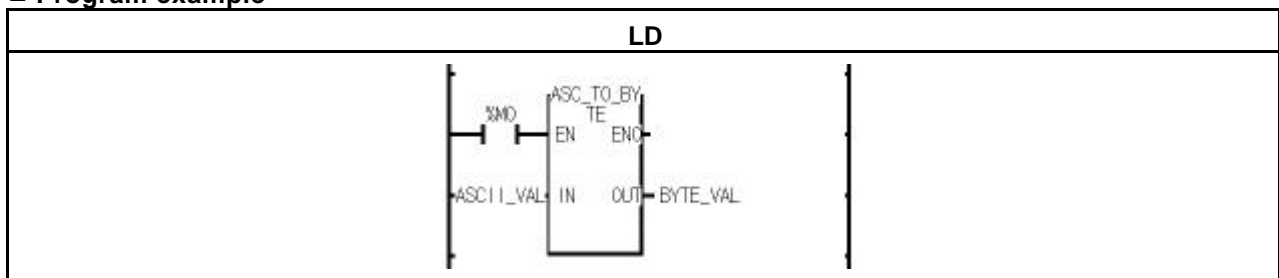 ■ Program example
LD
ASC_TO_BY
TE
%M0
EN ENO
ASCII_VAL IN OUT BYTE_VAL